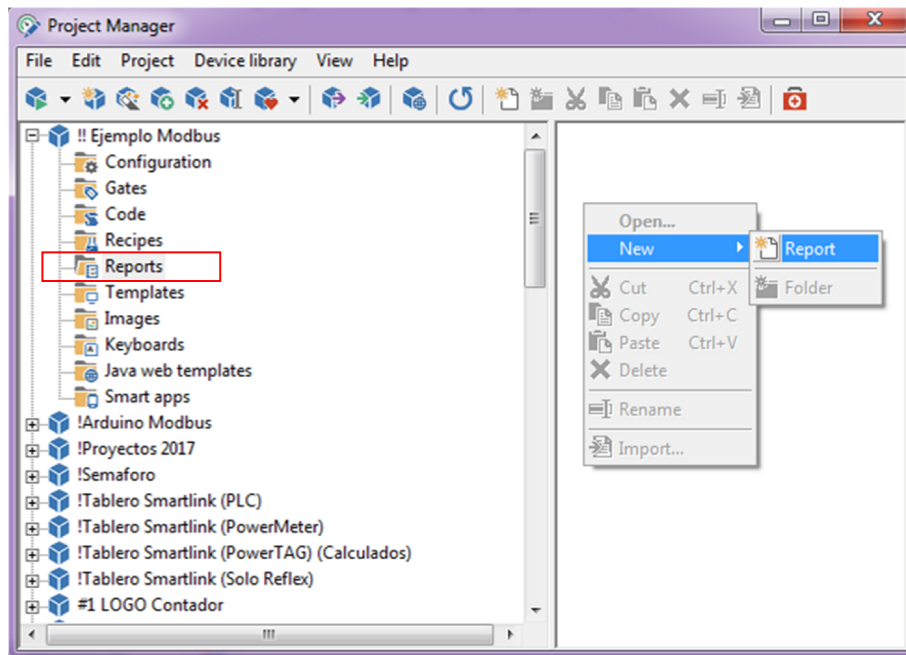 Project Manager
File Edit Project Device library View Help
!! Ejemplo Modbus
Configuration
Gates
Code
Recipes
Reports
Templates
Images
Keyboards
Java web templates
Smart apps
!Arduino Modbus
!Proyectos 2017
!Semaforo
!Tablero Smartlink (PLC)
!Tablero Smartlink (PowerMeter)
!Tablero Smartlink (PowerTAG) (Calculados)
!Tablero Smartlink (Solo Reflex)
#1 LOGO Contador
Open...
New
Cut Ctrl+X
Copy Ctrl+C
Paste Ctrl+V
Delete
Rename
Import...
Report
Folder